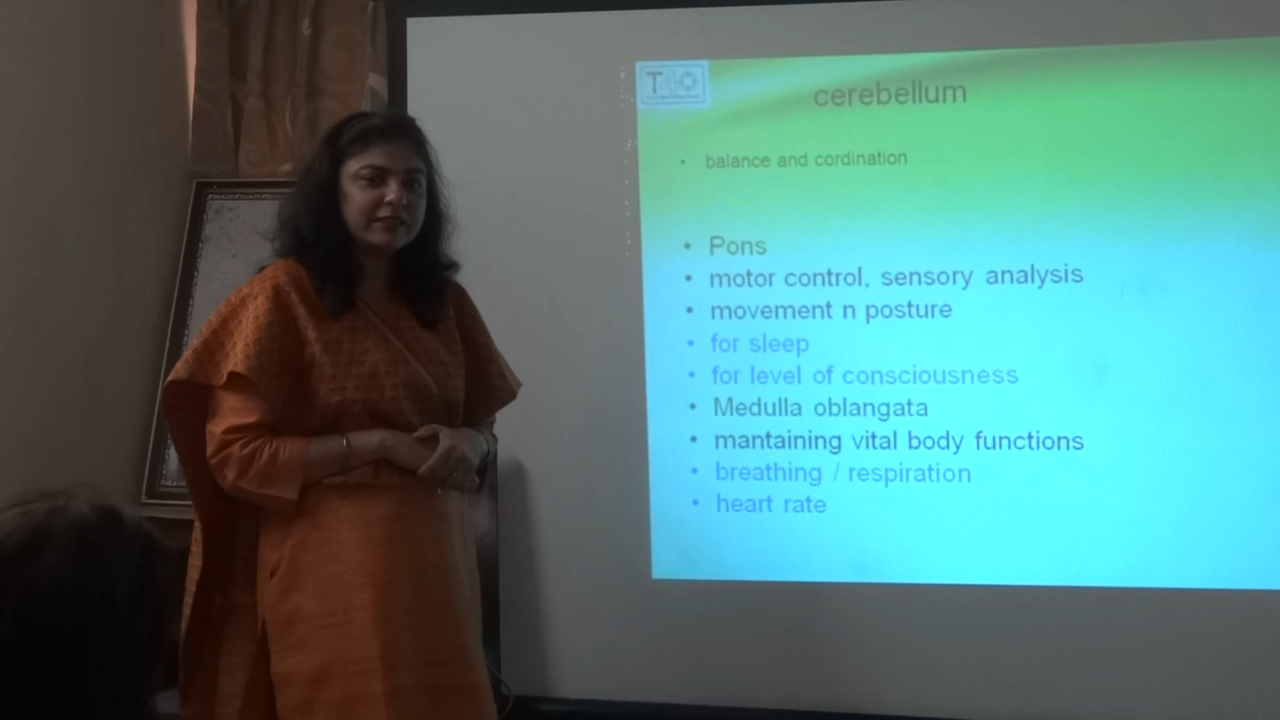 cerebellum
• balance and cordination
• Pons
• motor control, sensory analysis
• movement n posture
• for sleep
• for level of consciousness
• Medulla oblangata
• mantaining vital body functions
• breathing / respiration
• heart rate